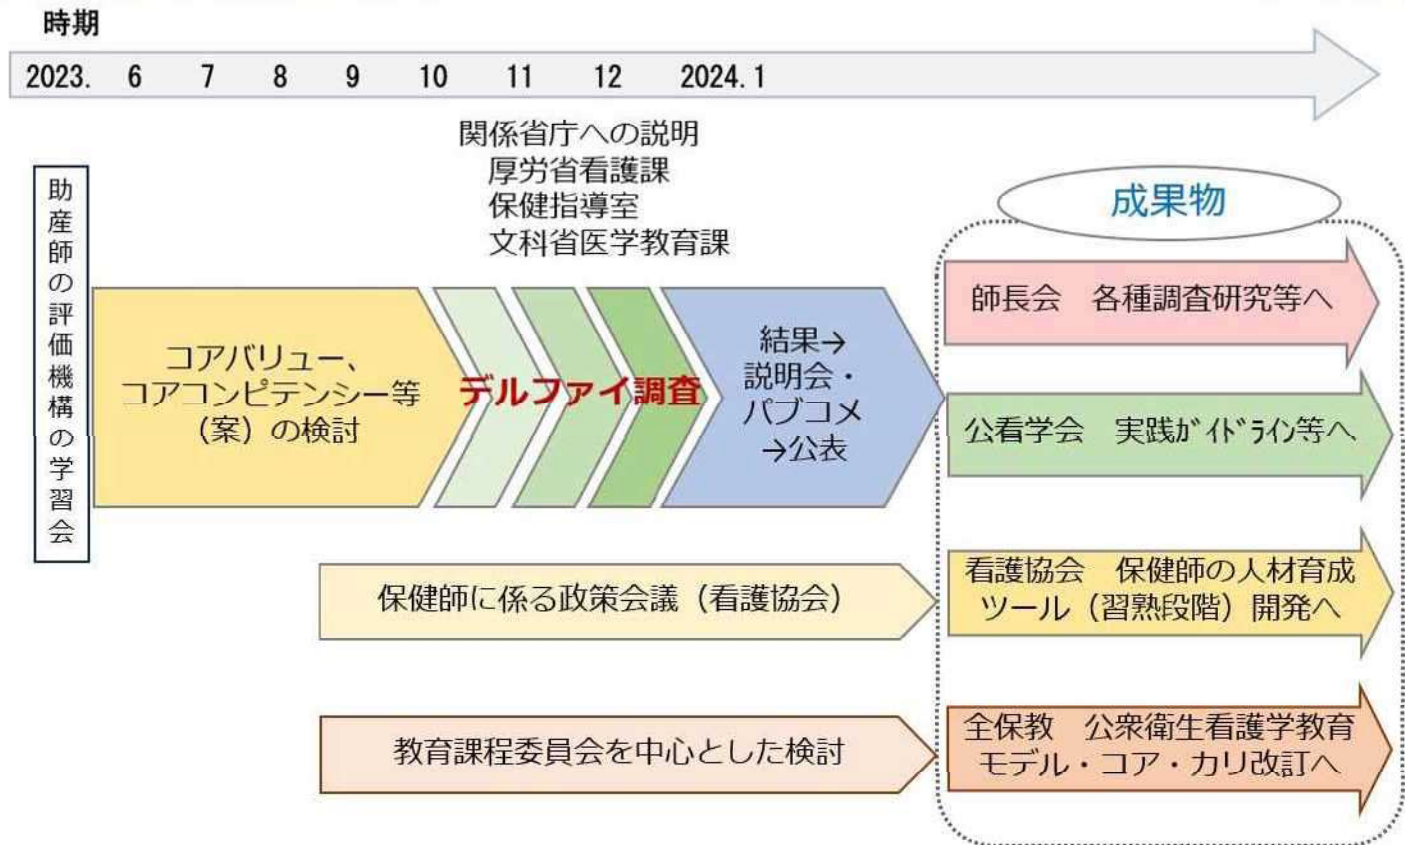 時期
2023. 6 7 8 9 10 11 12 2024. 1
関係省庁への説明
厚労省看護課
保健指導室
文科省医学教育課
助産師の評価機構の学習会
コアバリュー、
コアコンピテンシー等
（案）の検討
デルファイ調査
結果→
説明会・
パブコメ
→公表
保健師に係る政策会議（看護協会）
教育課程委員会を中心とした検討
成果物
師長会　各種調査研究等へ
公看学会　実践ｶﾞｲﾄﾞﾗｲﾝ等へ
看護協会　保健師の人材育成
ツール（習熟段階）開発へ
全保教　公衆衛生看護学教育
モデル・コア・カリ改訂へ